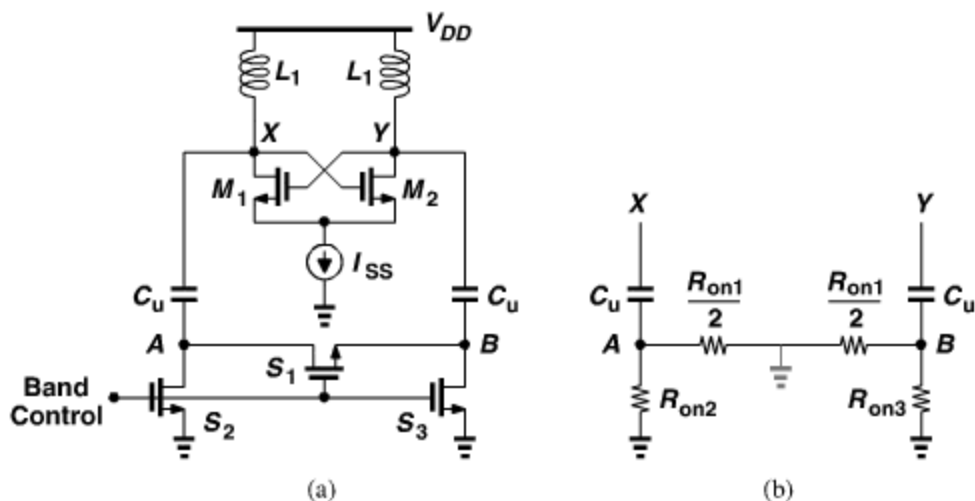 V_DD
L_1 L_1
X Y
M_1 M_2
I_SS
C_u C_u
A B
S_1
Band
Control
S_2 S_3
(a)
X Y
C_u R_on1/2 R_on1/2 C_u
A B
R_on2 R_on3
(b)